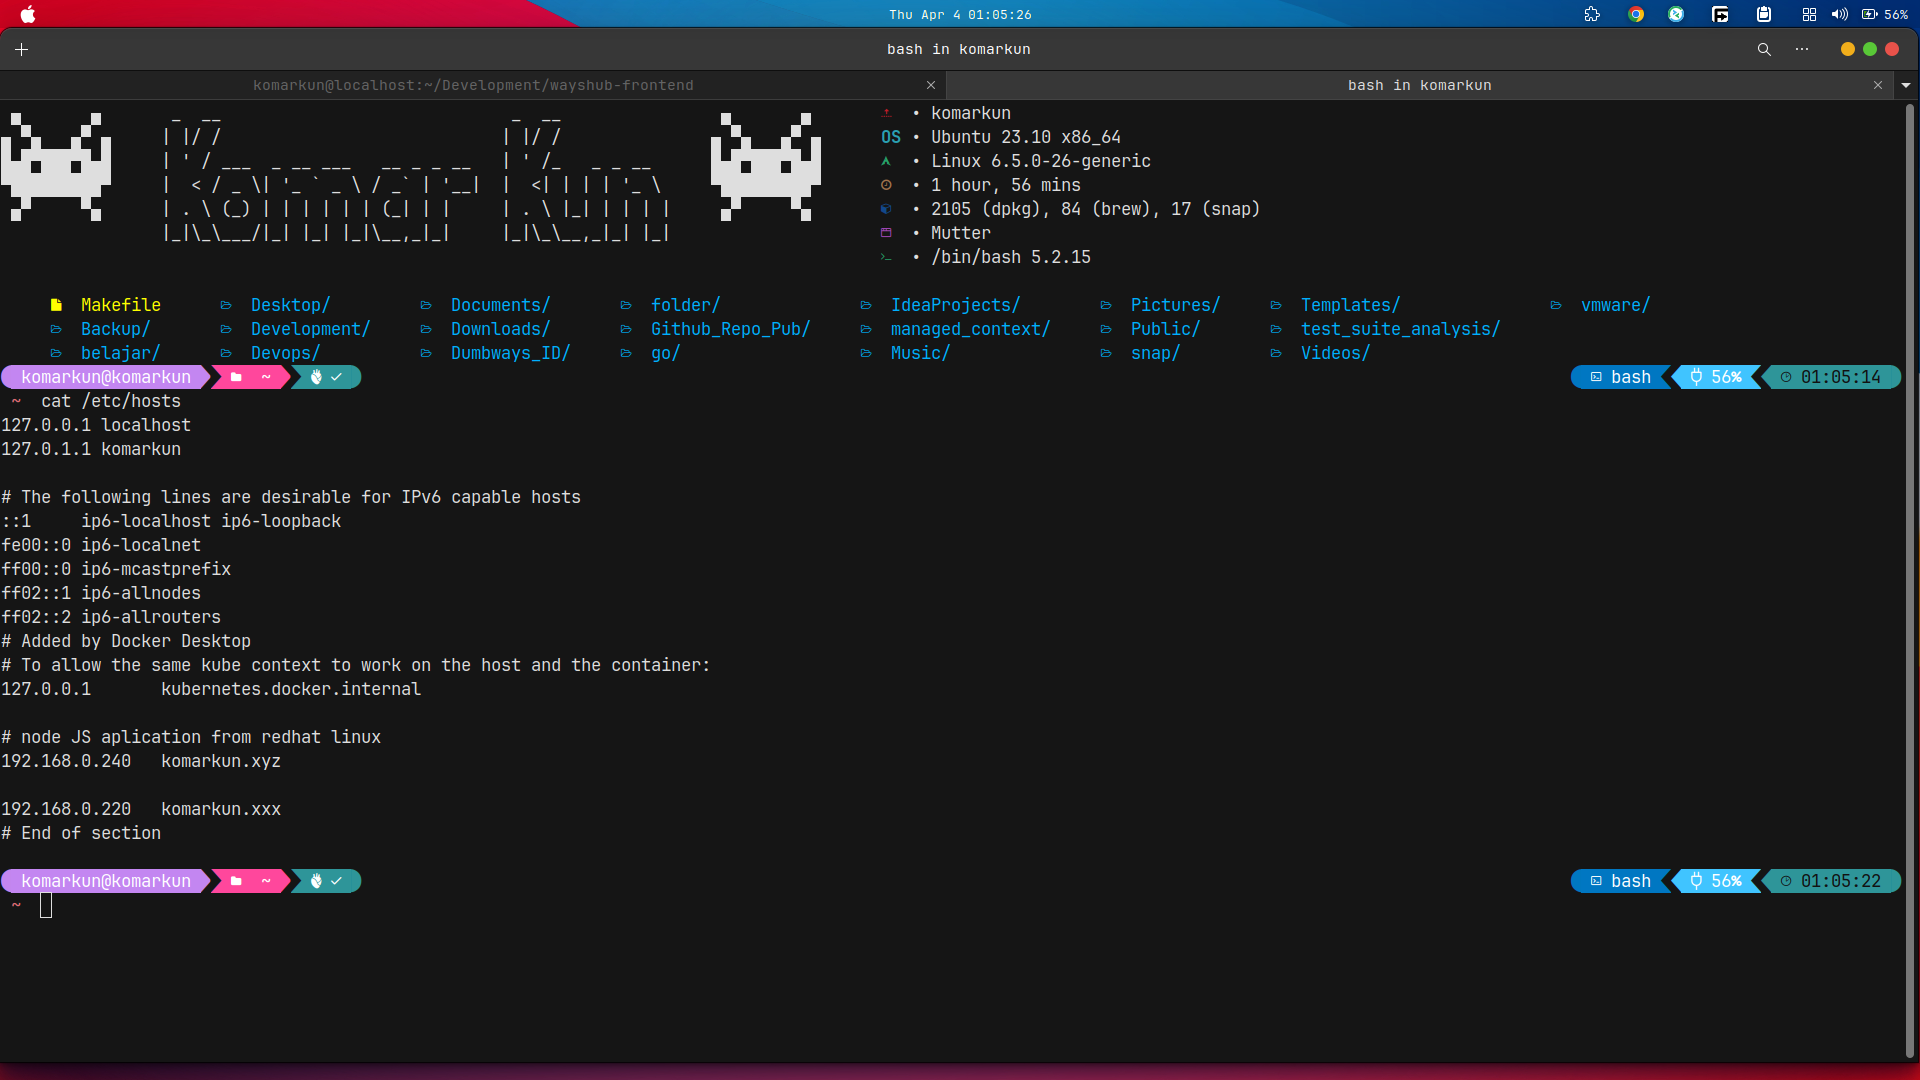 Thu Apr 4 01:05:26
56%
bash in komarkun
komarkun@localhost:~/Development/wayshub-frontend
bash in komarkun
Komar Kun
• komarkun
OS • Ubuntu 23.10 x86_64
• Linux 6.5.0-26-generic
• 1 hour, 56 mins
• 2105 (dpkg), 84 (brew), 17 (snap)
• Mutter
• /bin/bash 5.2.15
Makefile Desktop/ Documents/ folder/ IdeaProjects/ Pictures/ Templates/ vmware/
Backup/ Development/ Downloads/ Github_Repo_Pub/ managed_context/ Public/ test_suite_analysis/
belajar/ Devops/ Dumbways_ID/ go/ Music/ snap/ Videos/
komarkun@komarkun ~ bash 56% 01:05:14
~ cat /etc/hosts
127.0.0.1 localhost
127.0.1.1 komarkun
# The following lines are desirable for IPv6 capable hosts
::1     ip6-localhost ip6-loopback
fe00::0 ip6-localnet
ff00::0 ip6-mcastprefix
ff02::1 ip6-allnodes
ff02::2 ip6-allrouters
# Added by Docker Desktop
# To allow the same kube context to work on the host and the container:
127.0.0.1       kubernetes.docker.internal
# node JS aplication from redhat linux
192.168.0.240   komarkun.xyz
192.168.0.220   komarkun.xxx
# End of section
komarkun@komarkun ~ bash 56% 01:05:22
~